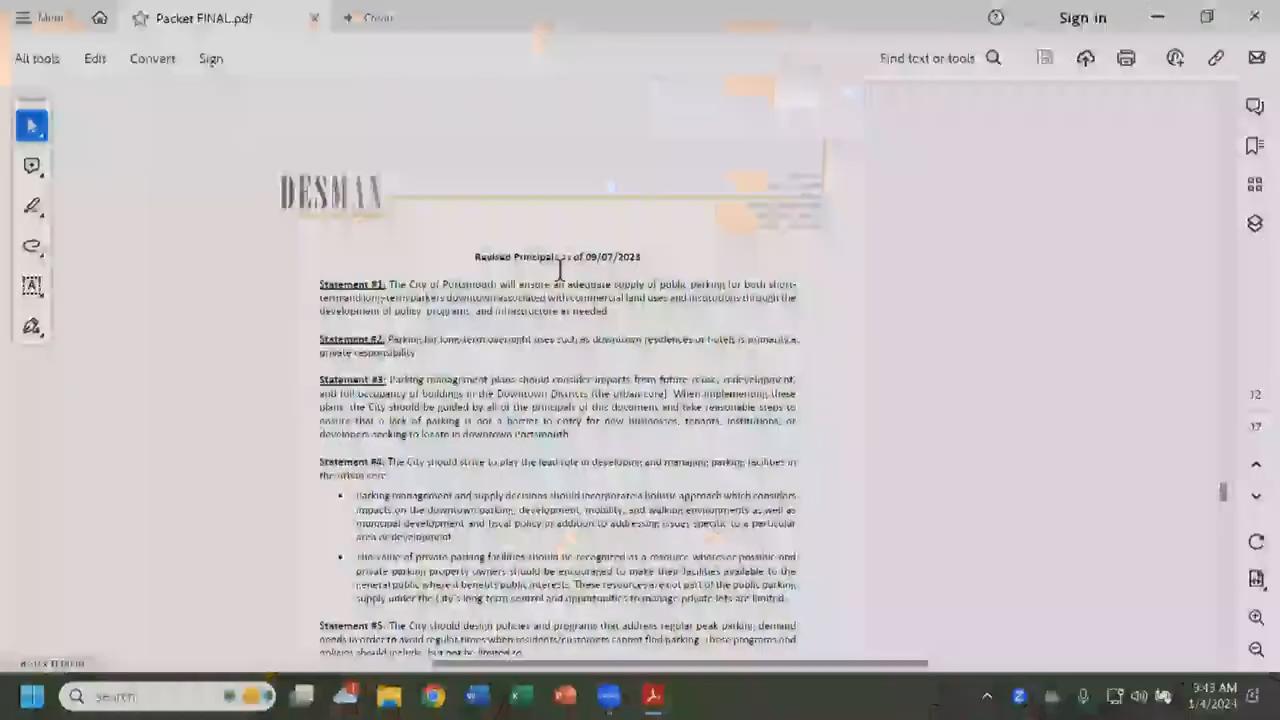 Menu
Packet FINAL.pdf
Create
Sign in
All tools
Edit
Convert
Sign
Find text or tools
DESMAN
Revised Principals as of 09/07/2023
Statement #1: The City of Portsmouth will ensure an adequate supply of public parking for both short-
term and long-term parkers downtown associated with commercial land uses and institutions through the
development of policy, programs, and infrastructure as needed.
Statement #2: Parking for long-term overnight uses such as downtown residences or hotels is primarily a
private responsibility.
Statement #3: Parking management plans should consider impacts from future reuse, redevelopment,
and full occupancy of buildings in the Downtown Districts (the urban core). When implementing these
plans, the City should be guided by all of the principals of this document and take reasonable steps to
ensure that a lack of parking is not a barrier to entry for new businesses, tenants, institutions, or
developers seeking to locate in downtown Portsmouth.
Statement #4: The City should strive to play the lead role in developing and managing parking facilities in
the urban core.
• Parking management and supply decisions should incorporate a holistic approach which considers
impacts on the downtown parking, development, mobility, and walking environments as well as
municipal development and fiscal policy in addition to addressing issues specific to a particular
area or development.
• The value of private parking facilities should be recognized as a resource wherever possible and
private parking property owners should be encouraged to make their facilities available to the
general public where it benefits public interests. These resources are not part of the public parking
supply under the City's long-term control and opportunities to manage private lots are limited.
Statement #5: The City should design policies and programs that address regular peak parking demand
needs in order to avoid regular times when residents/customers cannot find parking. These programs and
policies should include, but not be limited to:
12
37
Search
9:43 AM
1/4/2024